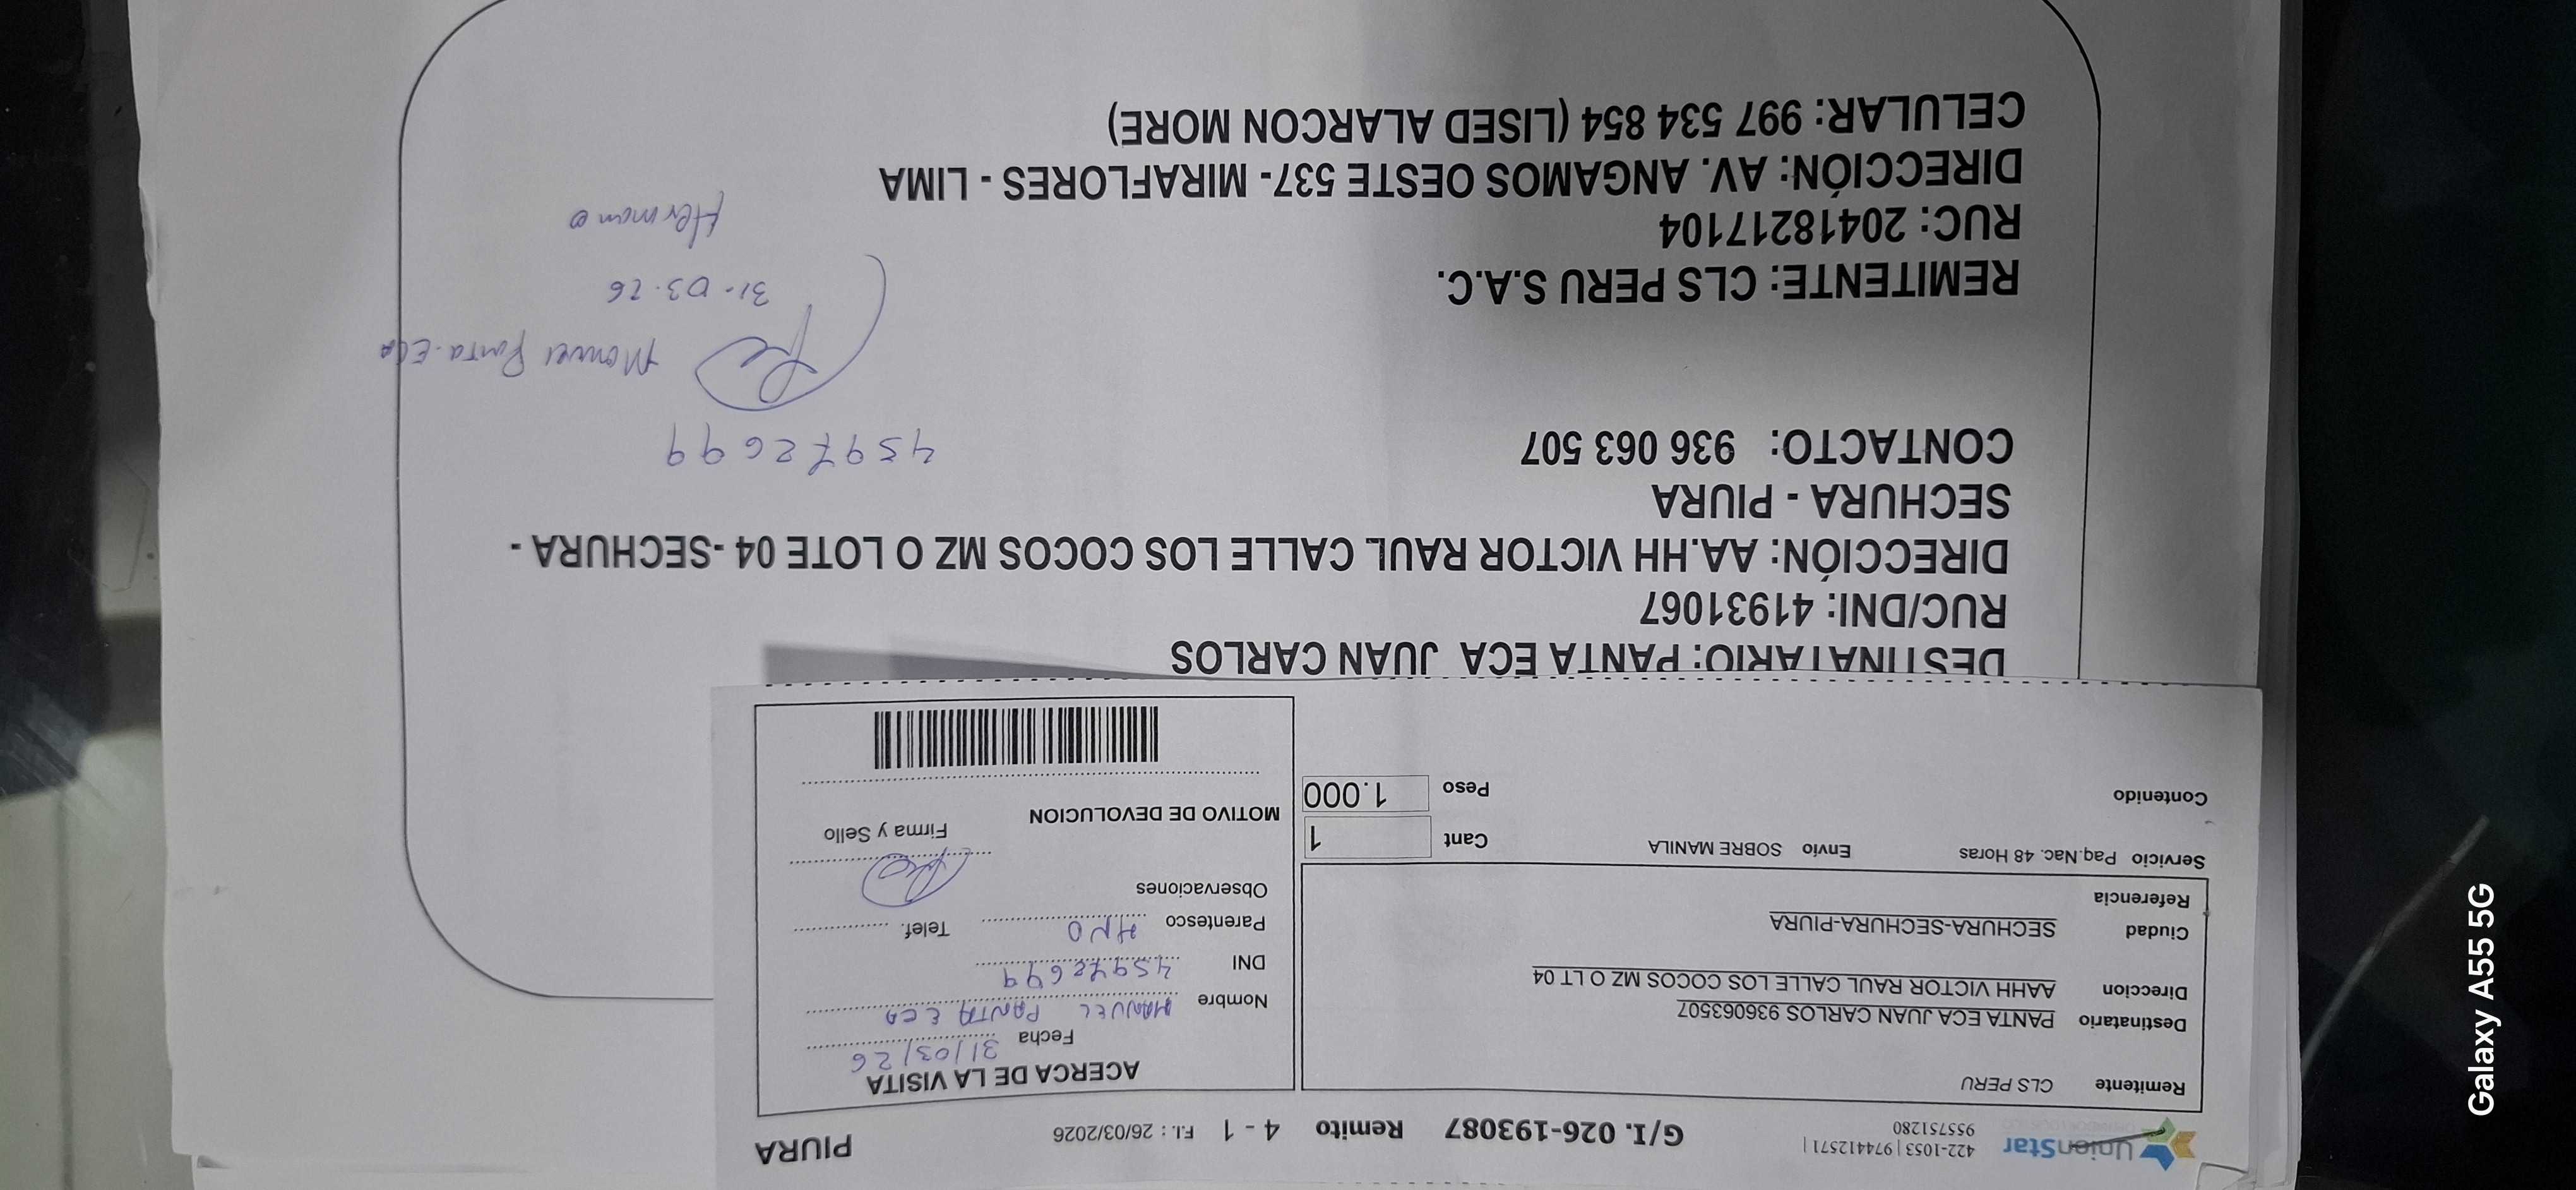 UnionStar
422-1053 | 974412571 |
955751280
G/I. 026-193087 Remito 4 - 1 F.I. : 26/03/2026 PIURA
Remitente CLS PERU
Destinatario PANTA ECA JUAN CARLOS 936063507
Direccion AAHH VICTOR RAUL CALLE LOS COCOS MZ O LT 04
Ciudad SECHURA-SECHURA-PIURA
Referencia
Servicio Paq.Nac. 48 Horas Envio SOBRE MANILA Cant 1
Contenido Peso 1.000
ACERCA DE LA VISITA
Fecha 31/03/26
Nombre MANUEL PANTA ECA
DNI 45972699
Parentesco HNO Telef.
Observaciones
Firma y Sello
MOTIVO DE DEVOLUCION
DESTINATARIO: PANTA ECA JUAN CARLOS
RUC/DNI: 41931067
DIRECCIÓN: AA.HH VICTOR RAUL CALLE LOS COCOS MZ O LOTE 04 -SECHURA -
SECHURA - PIURA
CONTACTO: 936 063 507
45972699
Manuel Panta Eca
31-03-26
Hermano
REMITENTE: CLS PERU S.A.C.
RUC: 20418217104
DIRECCIÓN: AV. ANGAMOS OESTE 537- MIRAFLORES - LIMA
CELULAR: 997 534 854 (LISED ALARCON MORE)
Galaxy A55 5G